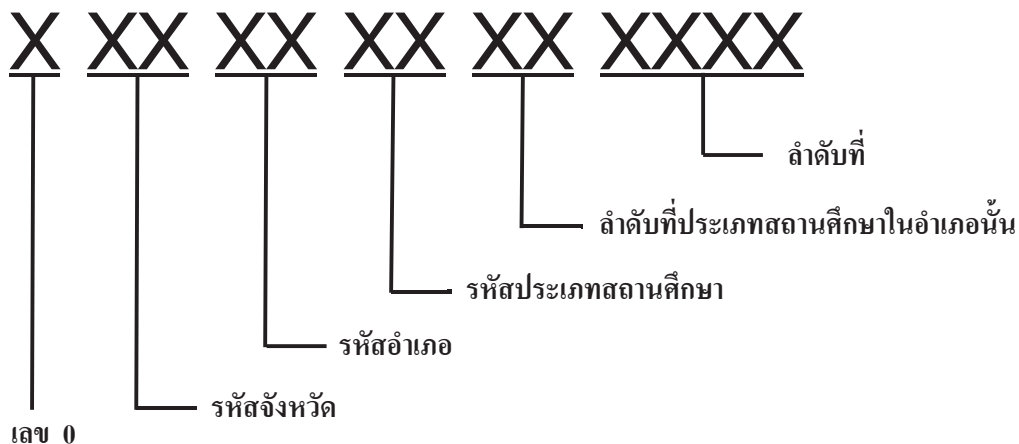 X XX XX XX XX XXXX
ลำดับที่
ลำดับที่ประเภทสถานศึกษาในอำเภอนั้น
รหัสประเภทสถานศึกษา
รหัสอำเภอ
รหัสจังหวัด
เลข 0